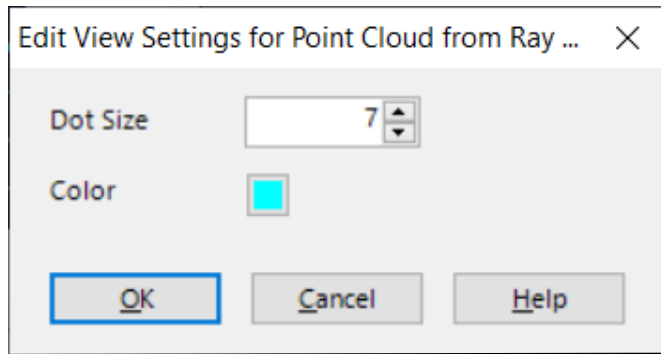 Edit View Settings for Point Cloud from Ray ...
Dot Size 7
Color
OK Cancel Help